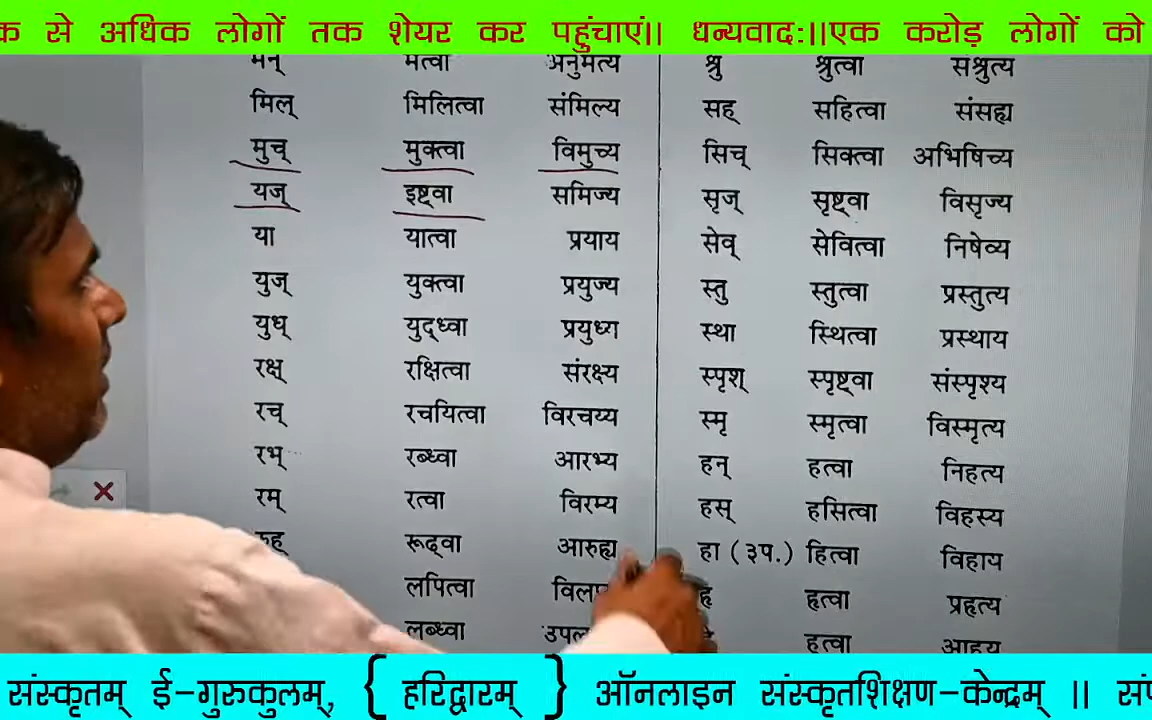 क से अधिक लोगों तक शेयर कर पहुंचाएं॥ धन्यवादः॥एक करोड़ लोगों को
मन् मत्वा अनुमत्य
मिल् मिलित्वा संमिल्य
मुच् मुक्त्वा विमुच्य
यज् इष्ट्वा समिज्य
या यात्वा प्रयाय
युज् युक्त्वा प्रयुज्य
युध् युद्ध्वा प्रयुध्य
रक्ष् रक्षित्वा संरक्ष्य
रच् रचयित्वा विरचय्य
रभ् रब्ध्वा आरभ्य
रम् रत्वा विरम्य
रुह् रूढ्वा आरुह्य
लपित्वा
लब्ध्वा
श्रु श्रुत्वा संश्रुत्य
सह् सहित्वा संसह्य
सिच् सिक्त्वा अभिषिच्य
सृज् सृष्ट्वा विसृज्य
सेव् सेवित्वा निषेव्य
स्तु स्तुत्वा प्रस्तुत्य
स्था स्थित्वा प्रस्थाय
स्पृश् स्पृष्ट्वा संस्पृश्य
स्मृ स्मृत्वा विस्मृत्य
हन् हत्वा निहत्य
हस् हसित्वा विहस्य
हा (३प.) हित्वा विहाय
हृ हृत्वा प्रहृत्य
संस्कृतम् ई-गुरुकुलम्, { हरिद्वारम् } ऑनलाइन संस्कृतशिक्षण-केन्द्रम् ॥